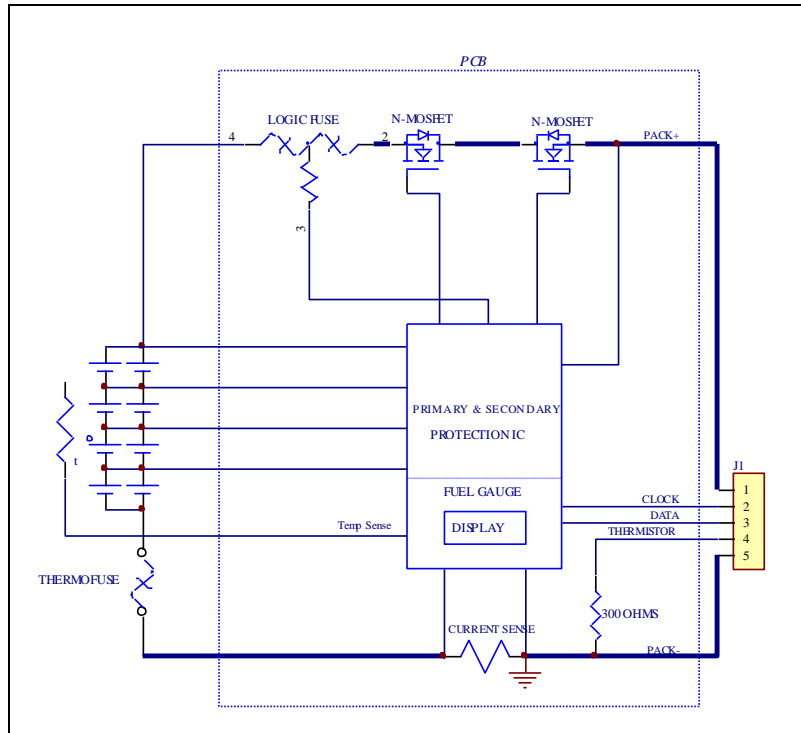 PCB
LOGIC FUSE
N-MOSFET
N-MOSFET
4
2
PACK+
3
PRIMARY & SECONDARY
PROTECTION IC
t
J1
FUEL GAUGE
1
CLOCK
2
DATA
3
Temp Sense
DISPLAY
THERMISTOR
4
5
THERMOFUSE
300 OHMS
CURRENT SENSE
PACK-